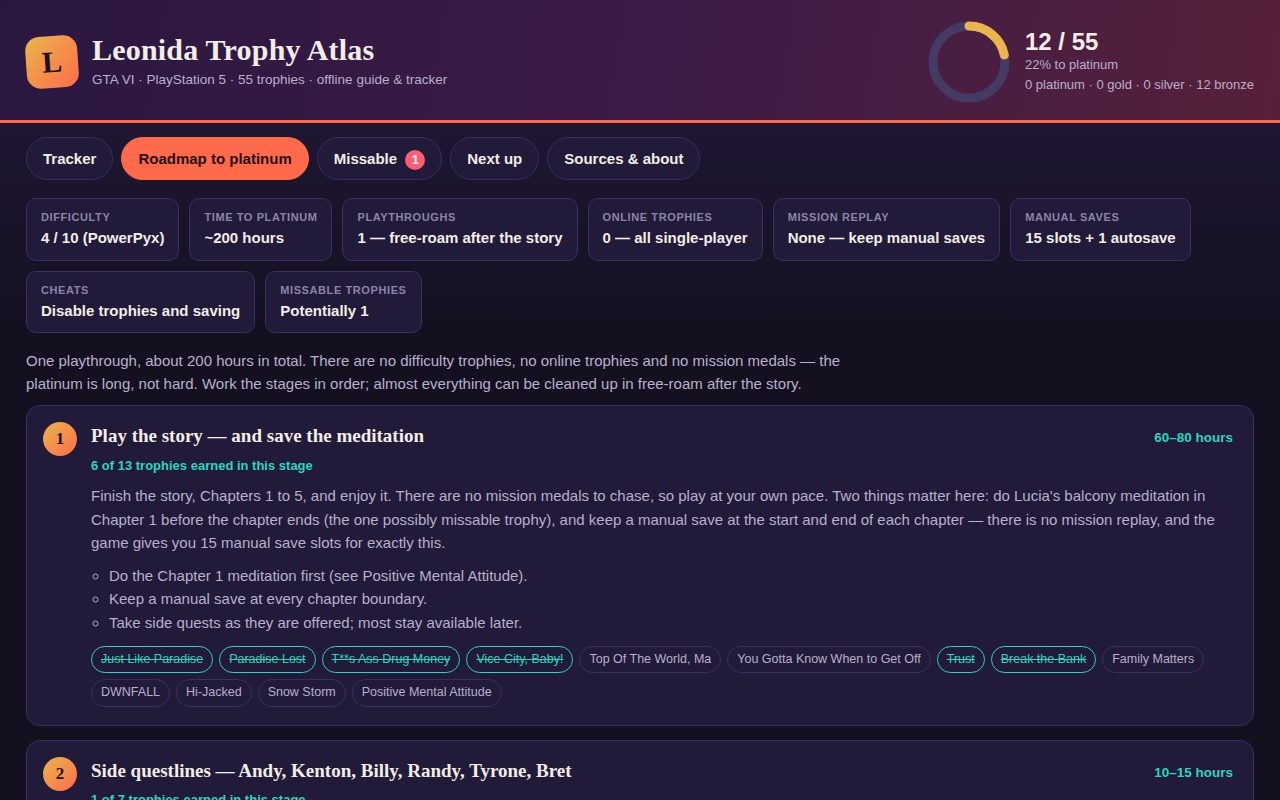 L
Leonida Trophy Atlas
GTA VI · PlayStation 5 · 55 trophies · offline guide & tracker
12 / 55
22% to platinum
0 platinum · 0 gold · 0 silver · 12 bronze
Tracker
Roadmap to platinum
Missable 1
Next up
Sources & about
DIFFICULTY
4 / 10 (PowerPyx)
TIME TO PLATINUM
~200 hours
PLAYTHROUGHS
1 — free-roam after the story
ONLINE TROPHIES
0 — all single-player
MISSION REPLAY
None — keep manual saves
MANUAL SAVES
15 slots + 1 autosave
CHEATS
Disable trophies and saving
MISSABLE TROPHIES
Potentially 1
One playthrough, about 200 hours in total. There are no difficulty trophies, no online trophies and no mission medals — the
platinum is long, not hard. Work the stages in order; almost everything can be cleaned up in free-roam after the story.
1
Play the story — and save the meditation
60–80 hours
6 of 13 trophies earned in this stage
Finish the story, Chapters 1 to 5, and enjoy it. There are no mission medals to chase, so play at your own pace. Two things matter here: do Lucia's balcony meditation in
Chapter 1 before the chapter ends (the one possibly missable trophy), and keep a manual save at the start and end of each chapter — there is no mission replay, and the
game gives you 15 manual save slots for exactly this.
Do the Chapter 1 meditation first (see Positive Mental Attitude).
Keep a manual save at every chapter boundary.
Take side quests as they are offered; most stay available later.
Just Like Paradise
Paradise Lost
T**s Ass Drug Money
Vice City, Baby!
Top Of The World, Ma
You Gotta Know When to Get Off
Trust
Break the Bank
Family Matters
DWNFALL
Hi-Jacked
Snow Storm
Positive Mental Attitude
2
Side questlines — Andy, Kenton, Billy, Randy, Tyrone, Bret
10–15 hours
1 of 7 trophies earned in this stage